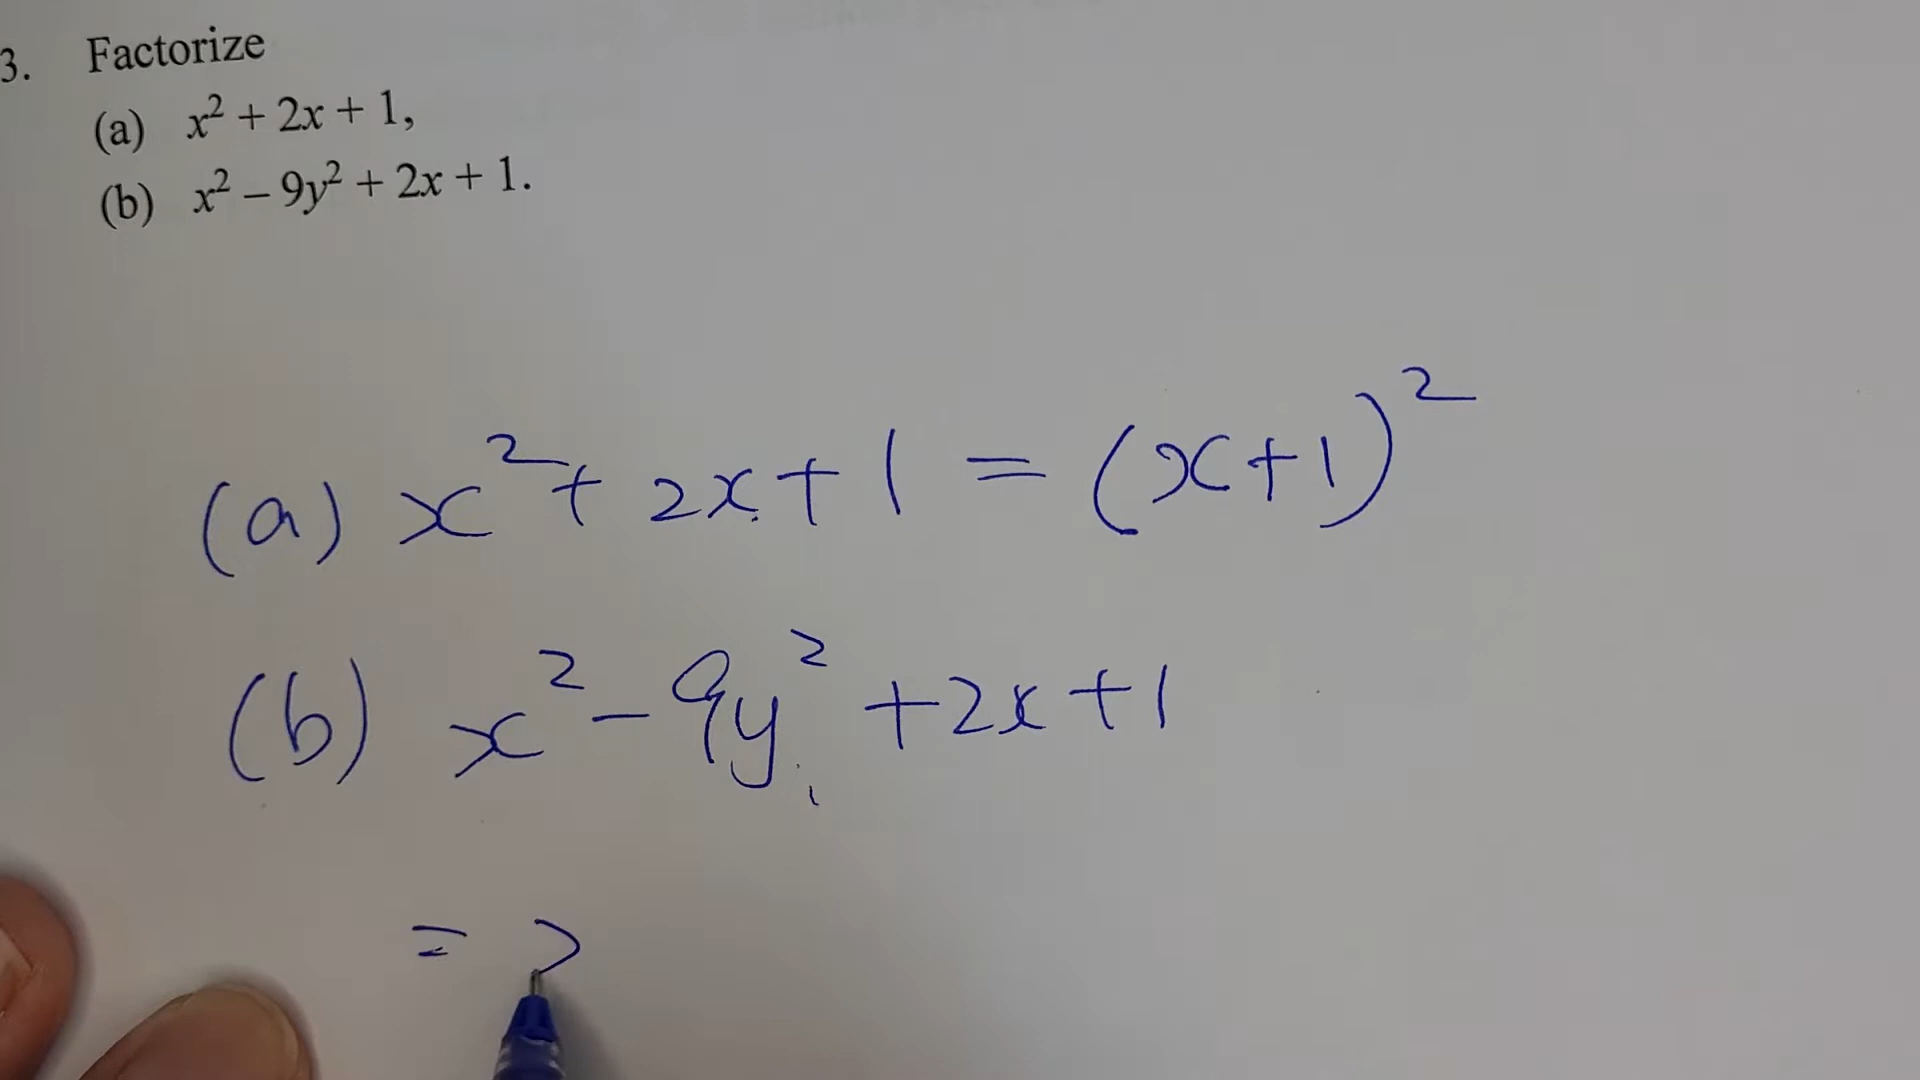 3. Factorize
(a) x² + 2x + 1,
(b) x² – 9y² + 2x + 1.
(a) x² + 2x + 1 = (x+1)²
(b) x² – 9y² + 2x + 1
=